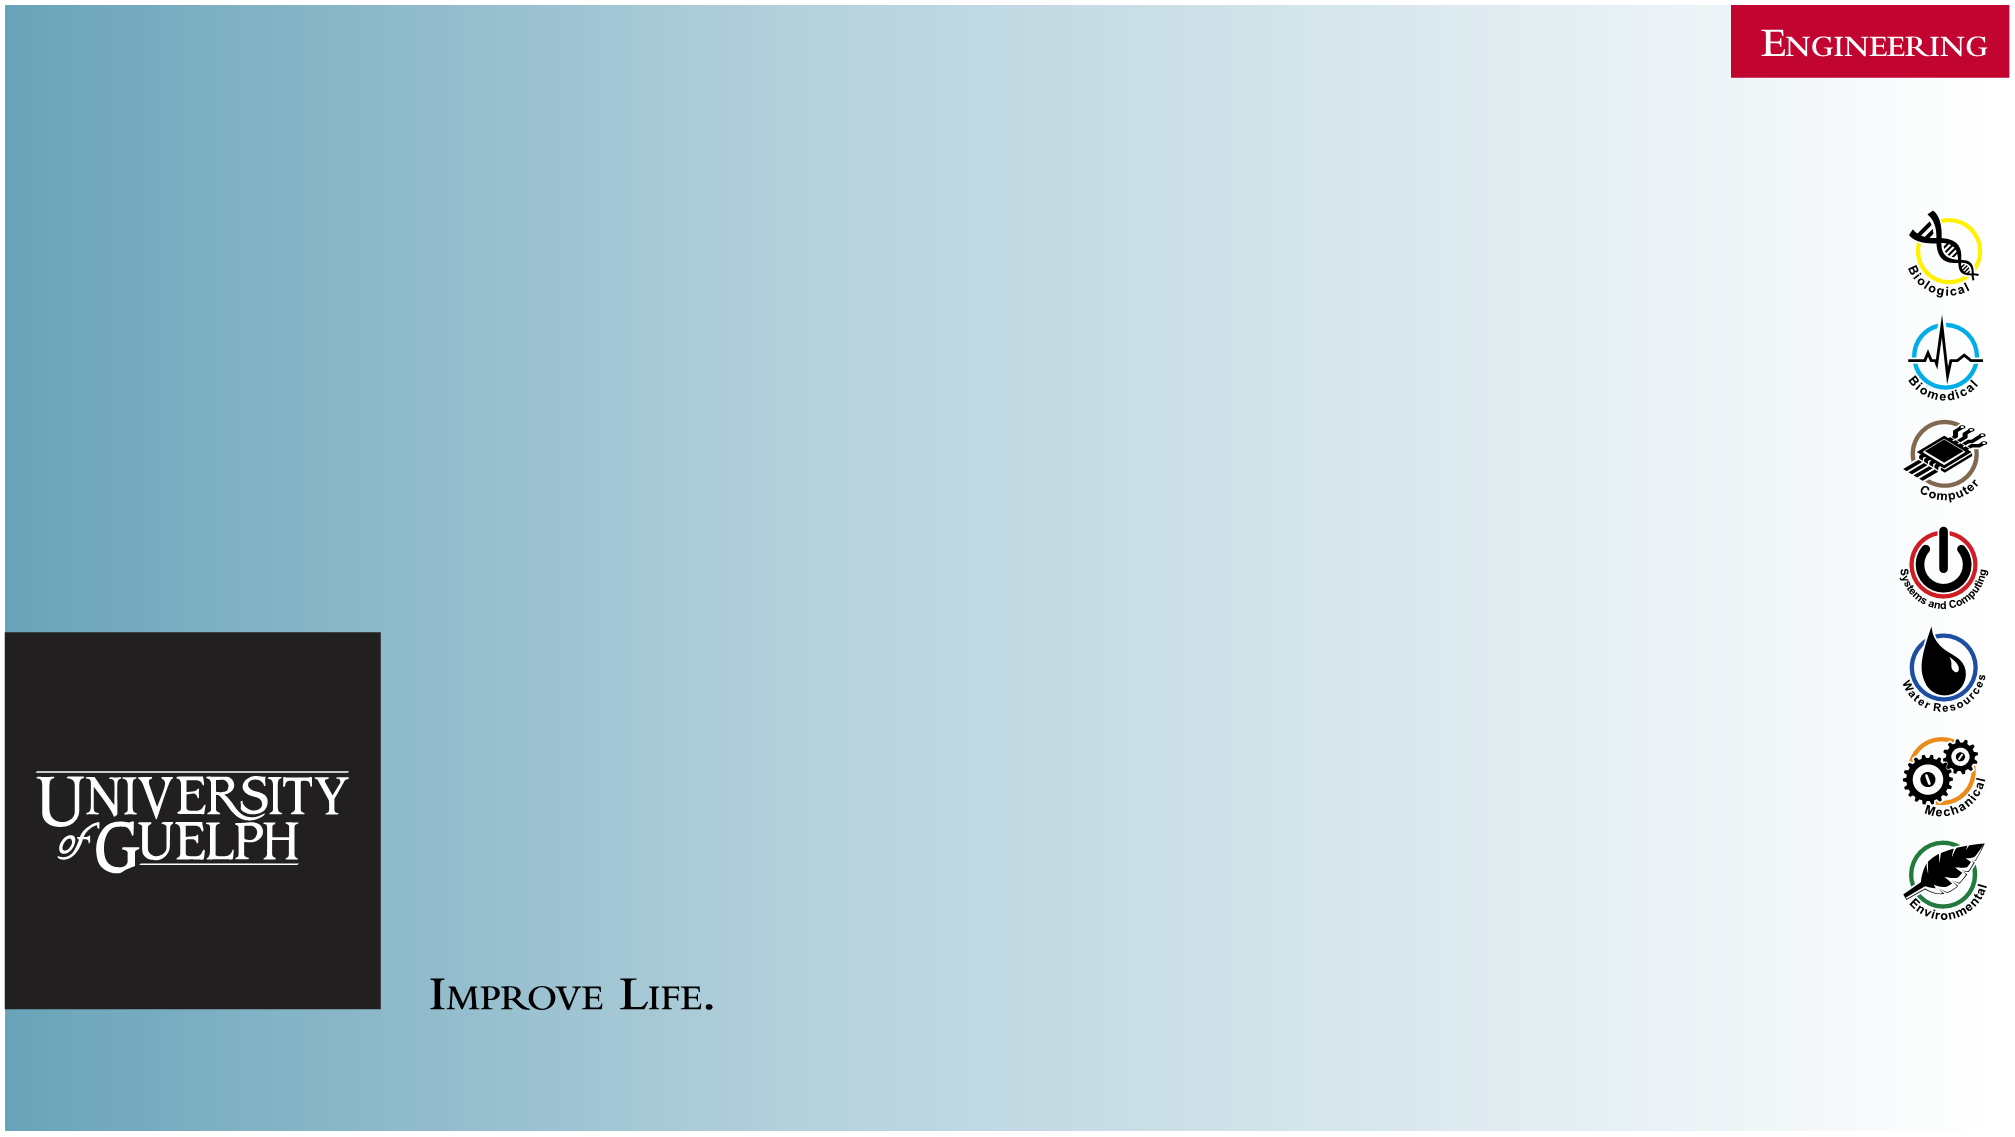 ENGINEERING
Biological
Biomedical
Computer
Systems and Computing
Water Resources
Mechanical
Environmental
UNIVERSITY
of GUELPH
IMPROVE LIFE.